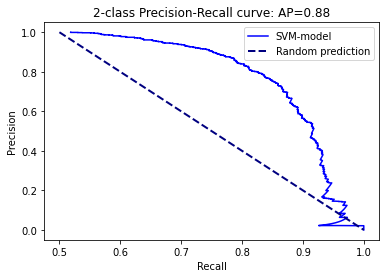 2-class Precision-Recall curve: AP=0.88
SVM-model
Random prediction
Precision
1.0
0.8
0.6
0.4
0.2
0.0
0.5 0.6 0.7 0.8 0.9 1.0
Recall